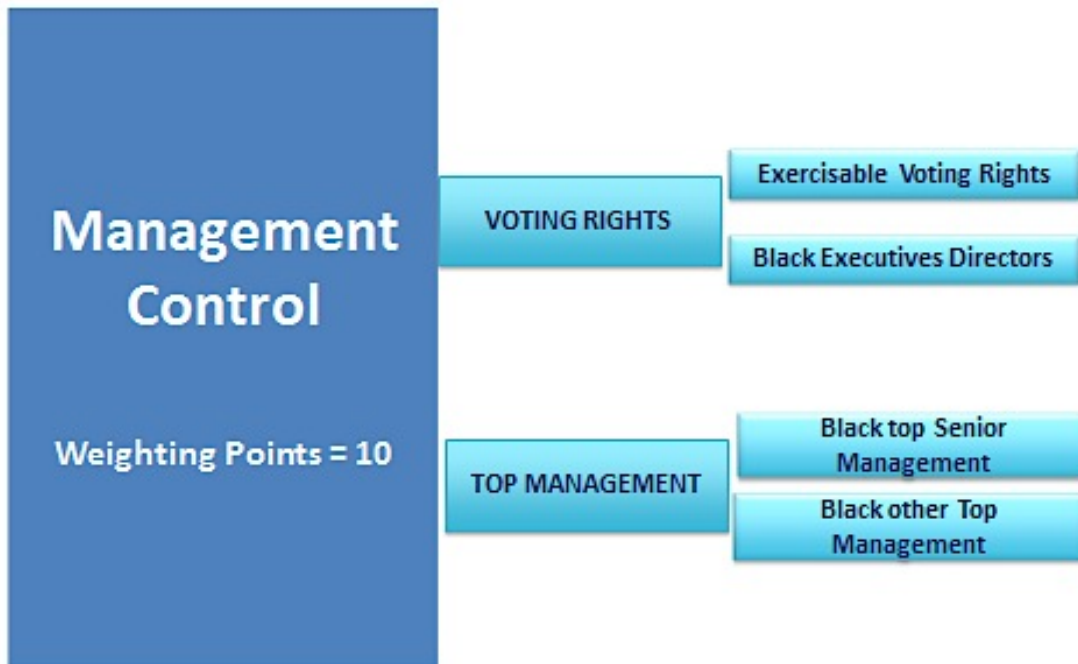 Management
Control
Weighting Points = 10
VOTING RIGHTS
Exercisable Voting Rights
Black Executives Directors
TOP MANAGEMENT
Black top Senior
Management
Black other Top
Management